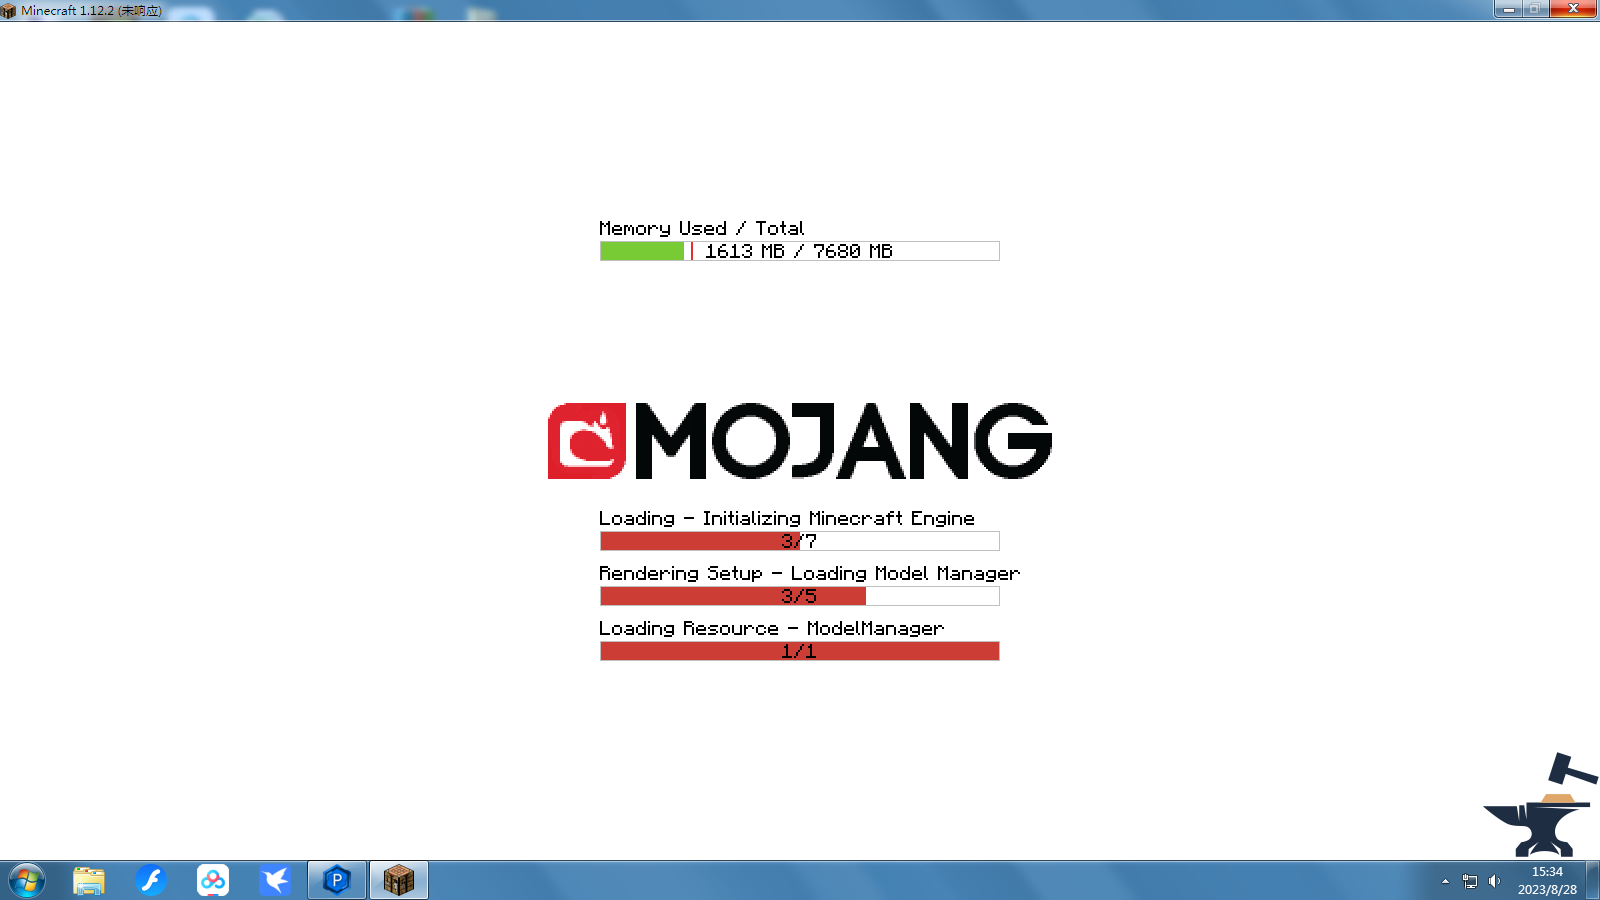 Minecraft 1.12.2 (未响应)
Memory Used / Total
1613 MB / 7680 MB
MOJANG
Loading - Initializing Minecraft Engine
3/7
Rendering Setup - Loading Model Manager
3/5
Loading Resource - ModelManager
1/1
P
15:34
2023/8/28